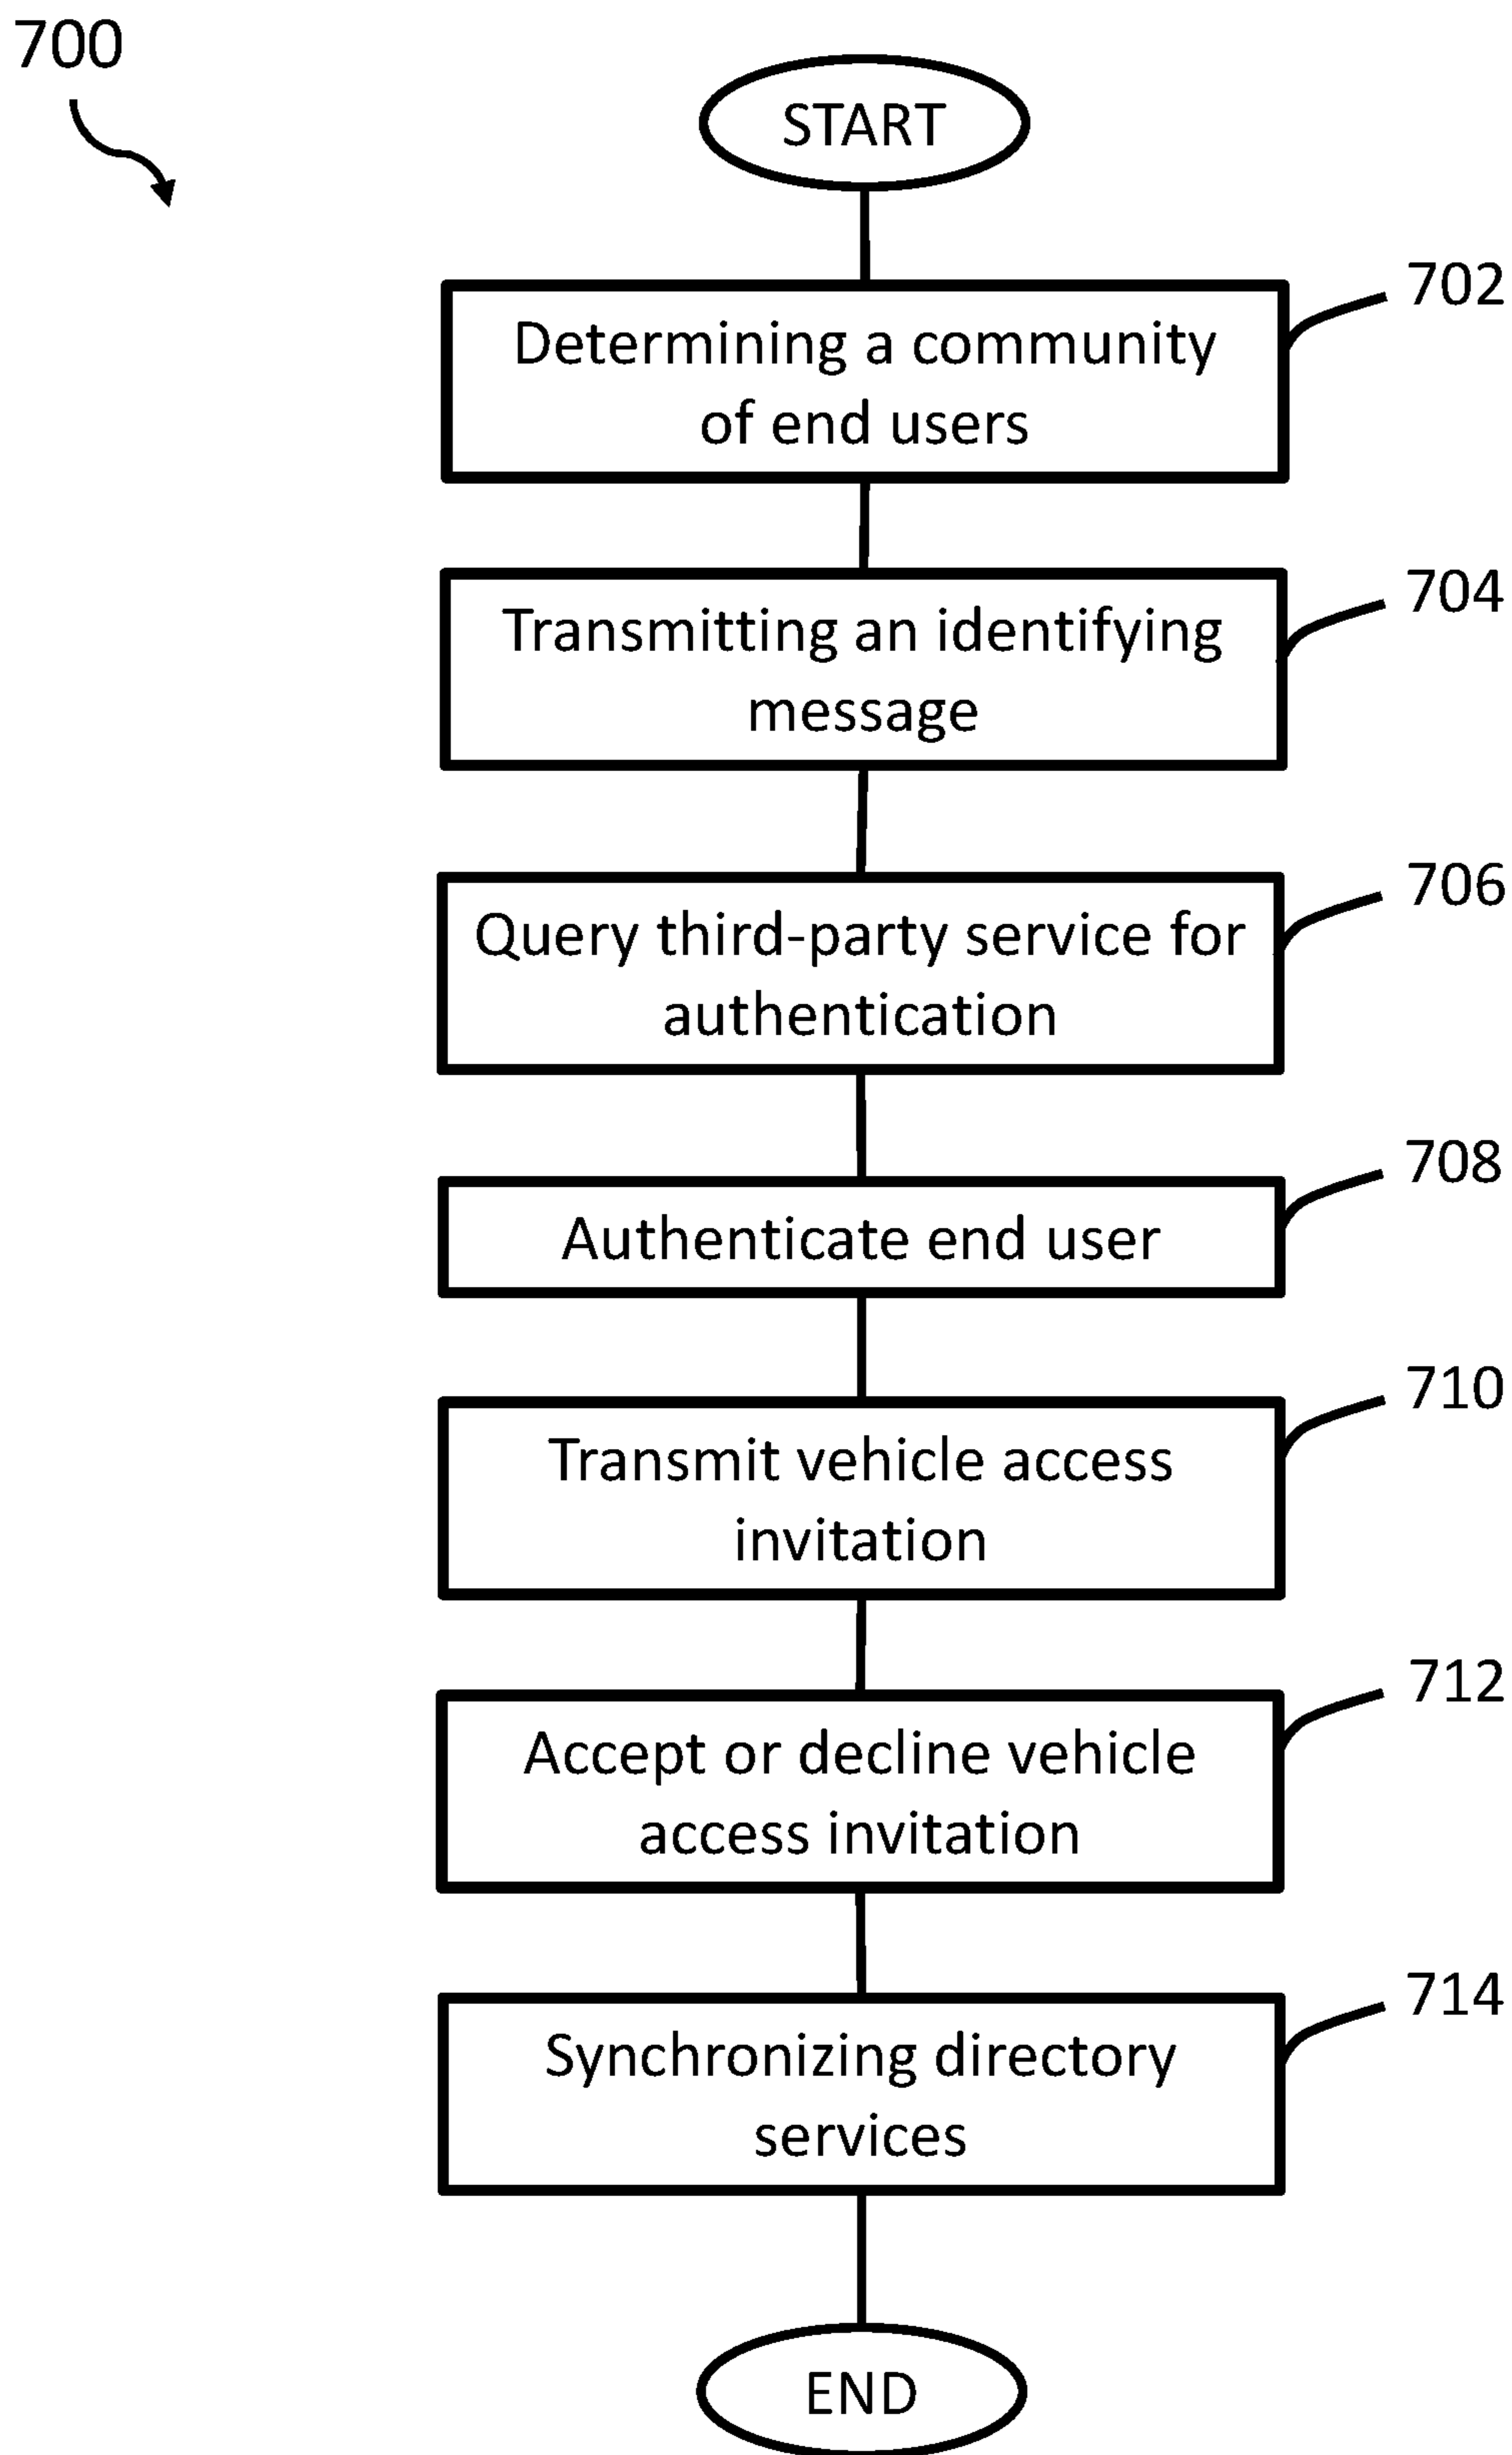 700
START
702
Determining a community
of end users
704
Transmitting an identifying
message
706
Query third-party service for
authentication
708
Authenticate end user
710
Transmit vehicle access
invitation
712
Accept or decline vehicle
access invitation
714
Synchronizing directory
services
END